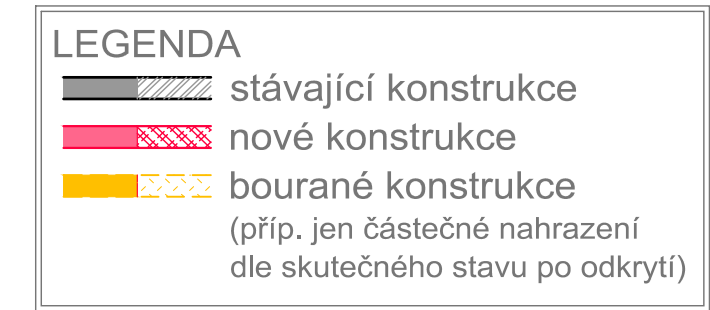 LEGENDA
stávající konstrukce
nové konstrukce
bourané konstrukce
(příp. jen částečné nahrazení
dle skutečného stavu po odkrytí)